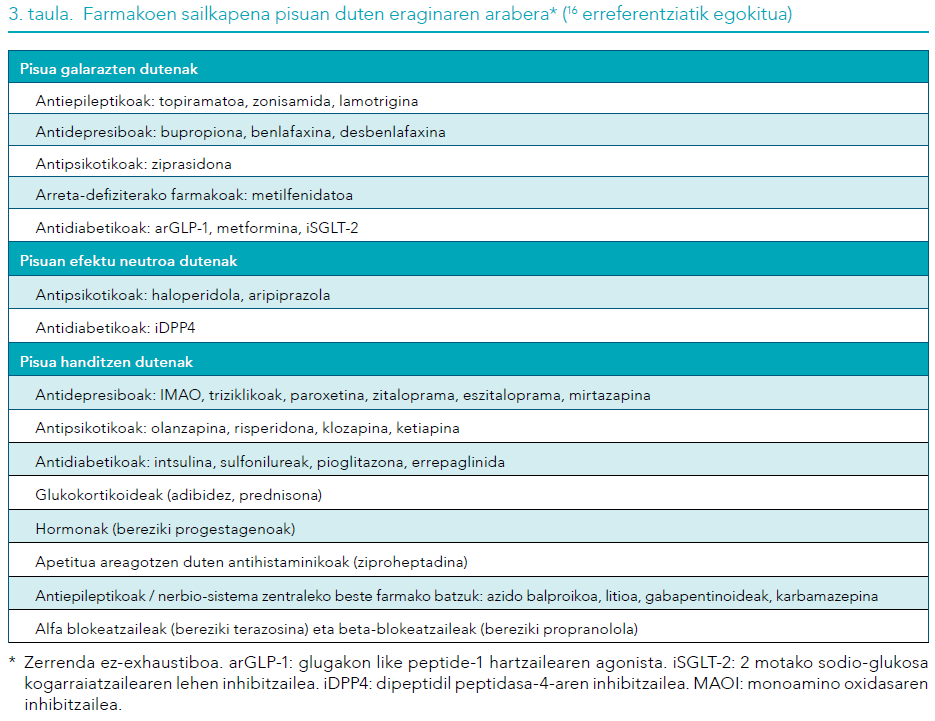 3. taula. Farmakoen sailkapena pisuan duten eraginaren arabera* (16 erreferentziatik egokitua)
Pisua galarazten dutenak
Antiepileptikoak: topiramatoa, zonisamida, lamotrigina
Antidepresiboak: bupropiona, benlafaxina, desbenlafaxina
Antipsikotikoak: ziprasidona
Arreta-defiziterako farmakoak: metilfenidatoa
Antidiabetikoak: arGLP-1, metformina, iSGLT-2
Pisuan efektu neutroa dutenak
Antipsikotikoak: haloperidola, aripiprazola
Antidiabetikoak: iDPP4
Pisua handitzen dutenak
Antidepresiboak: IMAO, triziklikoak, paroxetina, zitaloprama, eszitaloprama, mirtazapina
Antipsikotikoak: olanzapina, risperidona, klozapina, ketiapina
Antidiabetikoak: intsulina, sulfonilureak, pioglitazona, errepaglinida
Glukokortikoideak (adibidez, prednisona)
Hormonak (bereziki progestagenoak)
Apetitua areagotzen duten antihistaminikoak (ziproheptadina)
Antiepileptikoak / nerbio-sistema zentraleko beste farmako batzuk: azido balproikoa, litioa, gabapentinoideak, karbamazepina
Alfa blokeatzaileak (bereziki terazosina) eta beta-blokeatzaileak (bereziki propranolola)
* Zerrenda ez-exhaustiboa. arGLP-1: glugakon like peptide-1 hartzailearen agonista. iSGLT-2: 2 motako sodio-glukosa
kogarraiatzailearen lehen inhibitzailea. iDPP4: dipeptidil peptidasa-4-aren inhibitzailea. MAOI: monoamino oxidasaren
inhibitzailea.